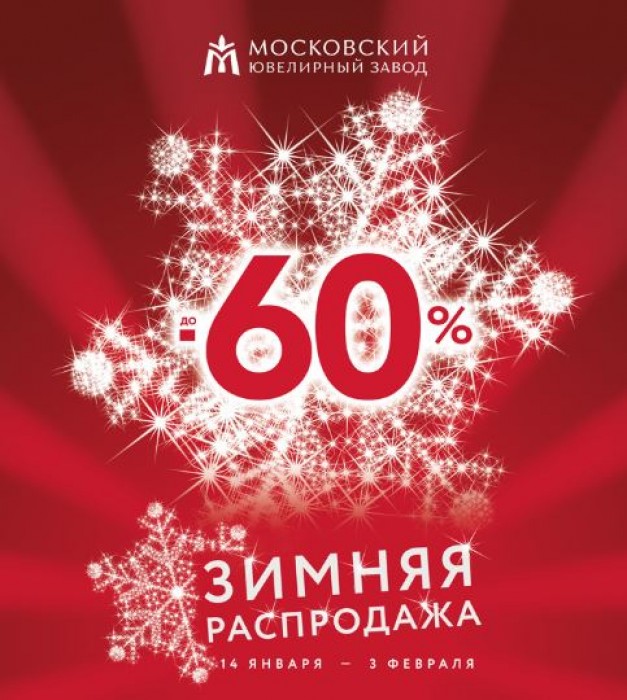 МОСКОВСКИЙ
ЮВЕЛИРНЫЙ ЗАВОД
ДО
-60%
ЗИМНЯЯ
РАСПРОДАЖА
14 ЯНВАРЯ – 3 ФЕВРАЛЯ